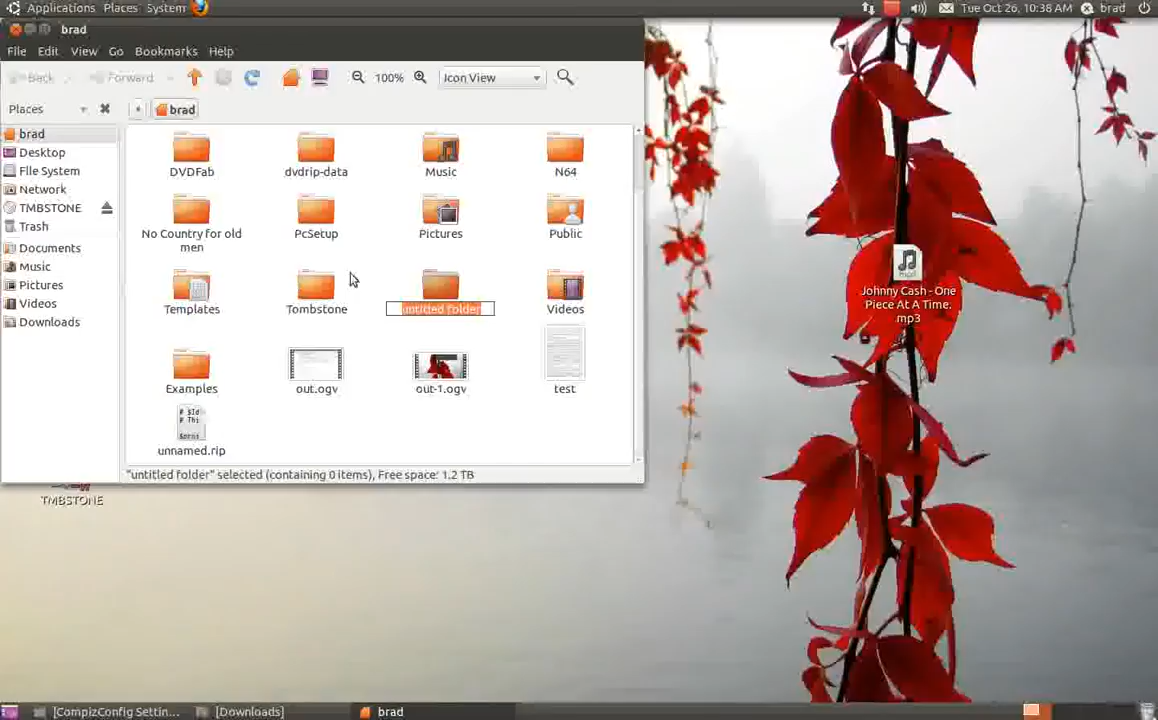 Applications Places System Tue Oct 26, 10:38 AM brad
brad
File Edit View Go Bookmarks Help
Back Forward 100% Icon View
Places brad
brad
Desktop
File System
Network
TMBSTONE
Trash
Documents
Music
Pictures
Videos
Downloads
DVDFab dvdrip-data Music N64
No Country for old men PcSetup Pictures Public
Templates Tombstone untitled folder Videos
Examples out.ogv out-1.ogv test
# $Id
# Thi
unnamed.rip
"untitled folder" selected (containing 0 items), Free space: 1.2 TB
TMBSTONE
Johnny Cash - One
Piece At A Time.
mp3
[CompizConfig Settin... [Downloads] brad